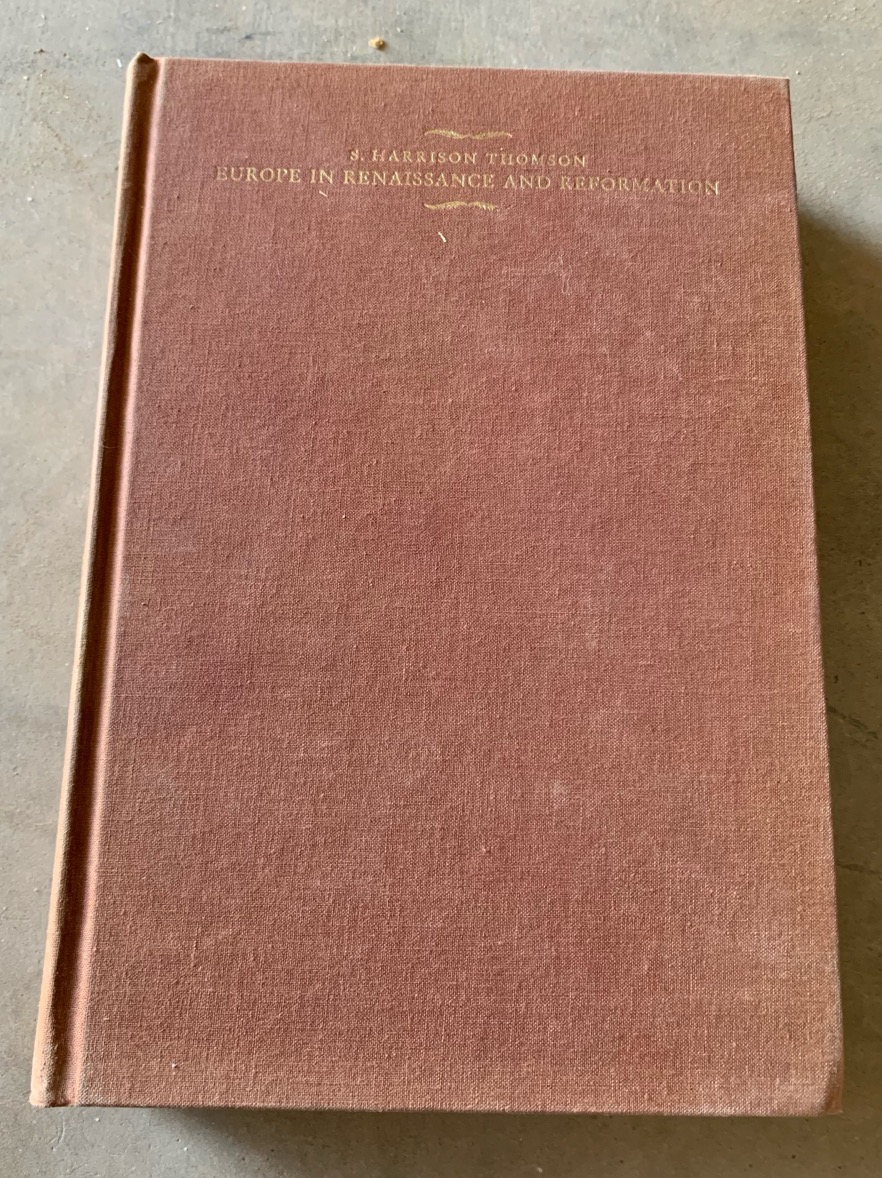 S. HARRISON THOMSON
EUROPE IN RENAISSANCE AND REFORMATION